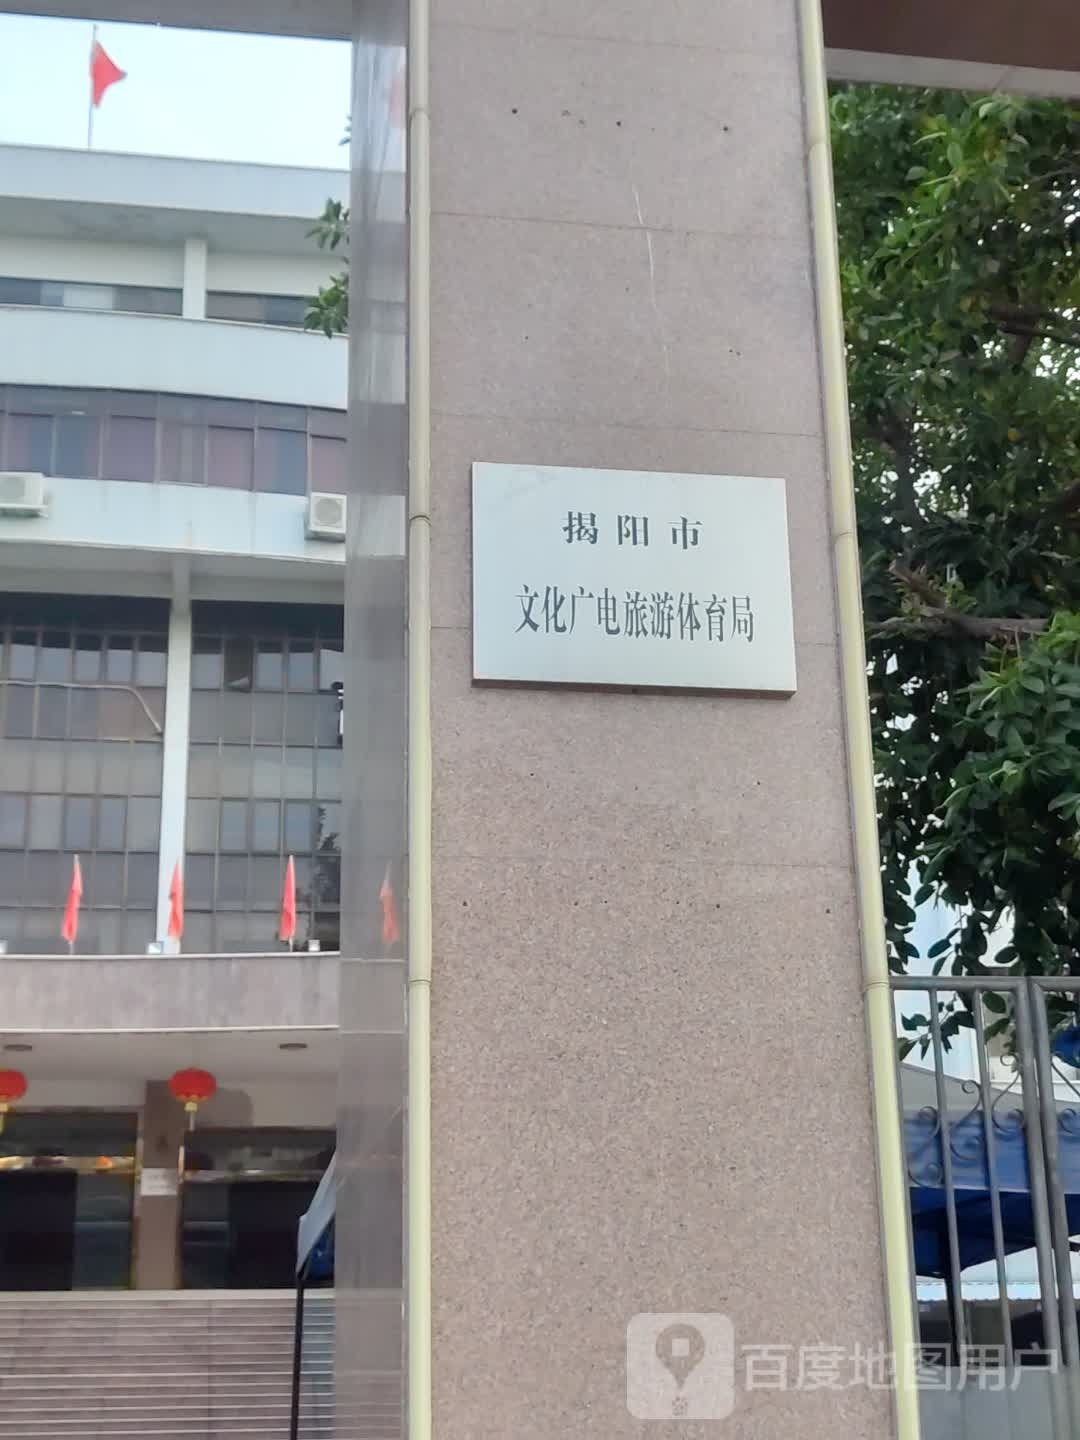 揭阳市
文化广电旅游体育局
百度地图用户